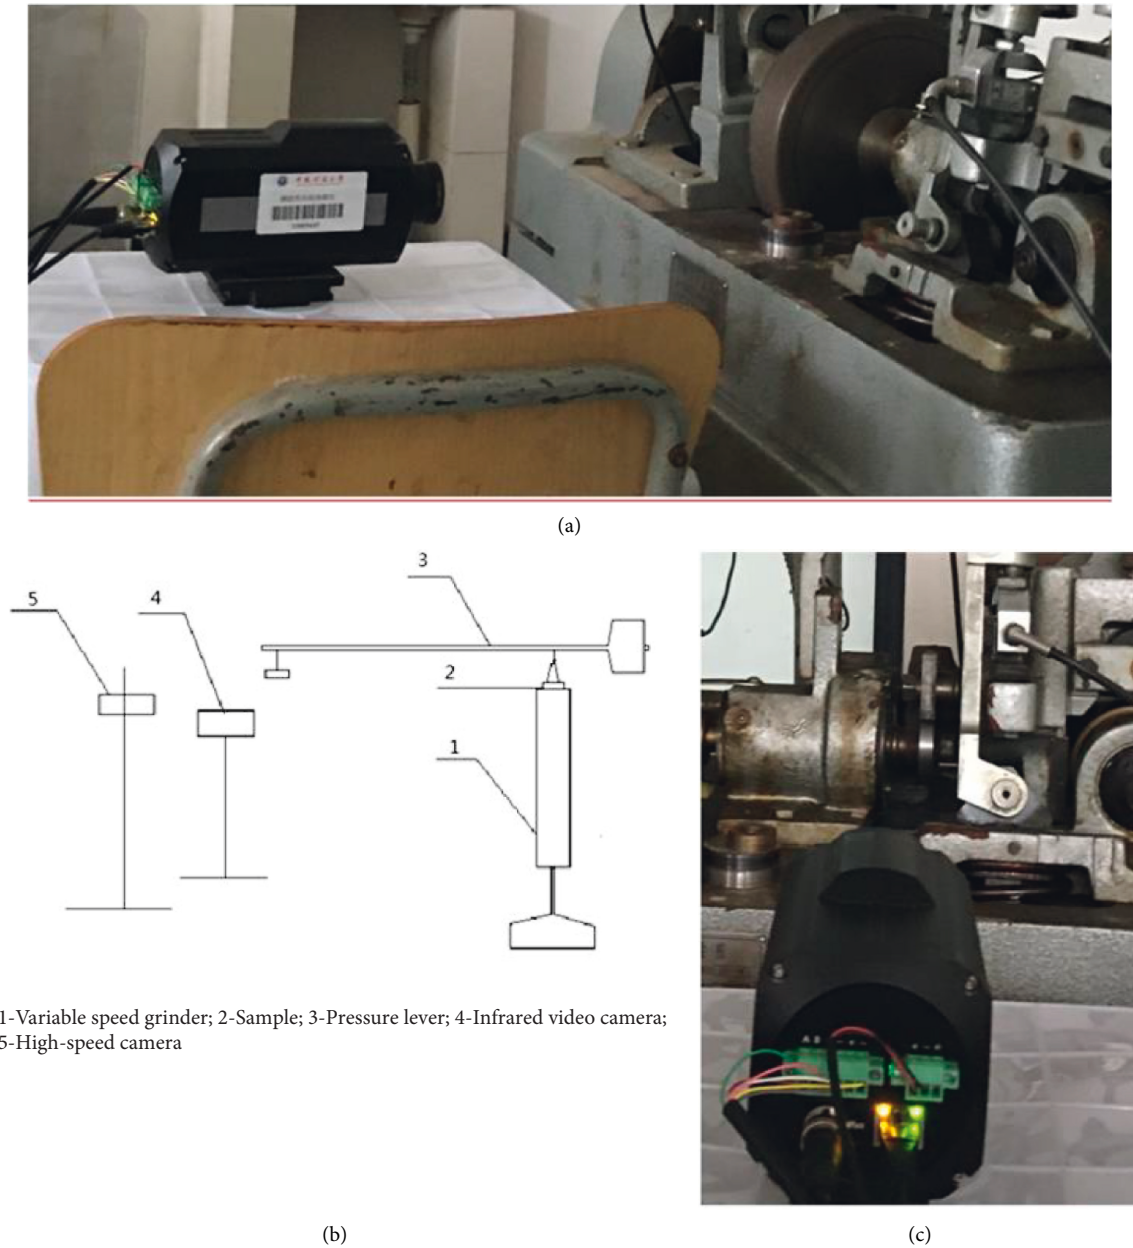 (a)
3
5
4
2
1
1-Variable speed grinder; 2-Sample; 3-Pressure lever; 4-Infrared video camera;
5-High-speed camera
(b)
(c)